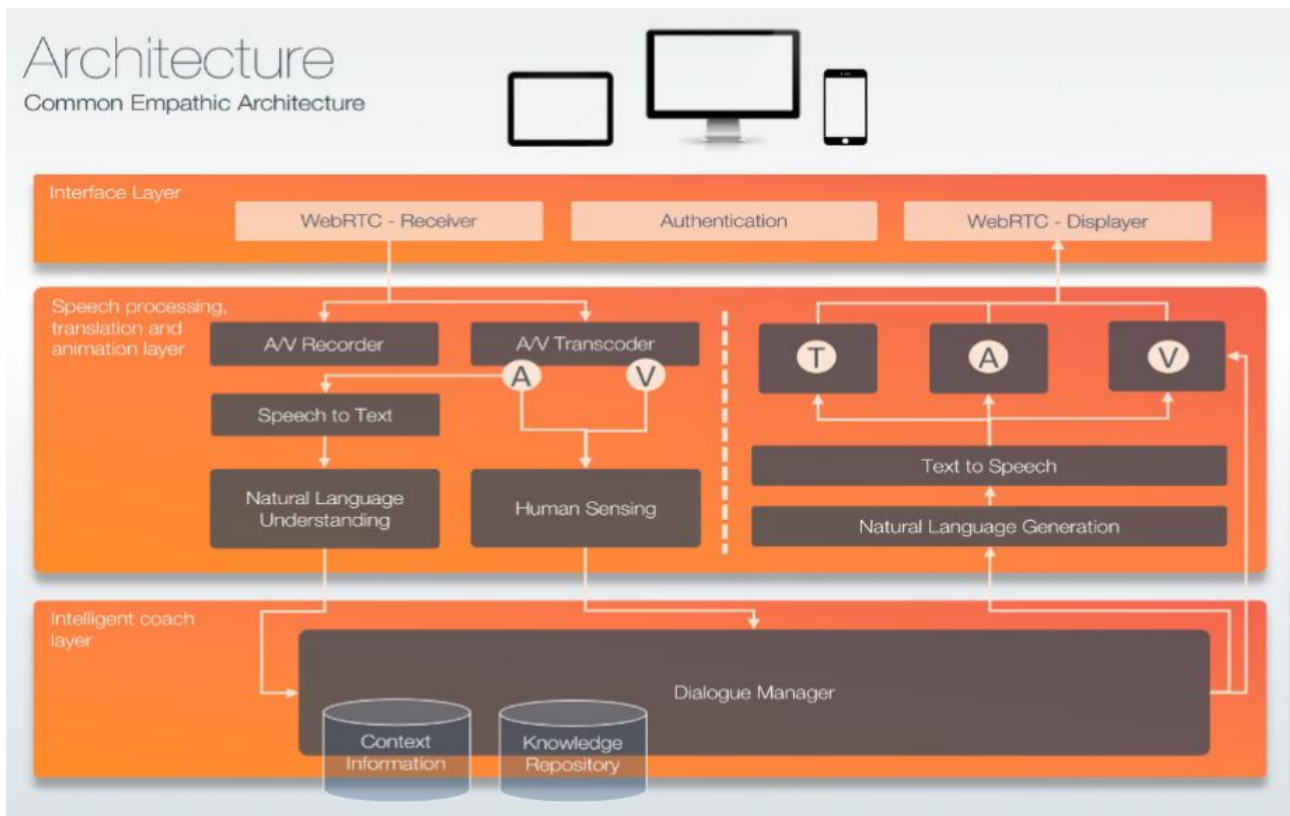 Architecture
Common Empathic Architecture
Interface Layer
WebRTC - Receiver
Authentication
WebRTC - Displayer
Speech processing,
translation and
animation layer
A/V Recorder
A/V Transcoder
A
V
T
A
V
Speech to Text
Text to Speech
Natural Language
Understanding
Human Sensing
Natural Language Generation
Intelligent coach
layer
Dialogue Manager
Context
Information
Knowledge
Repository